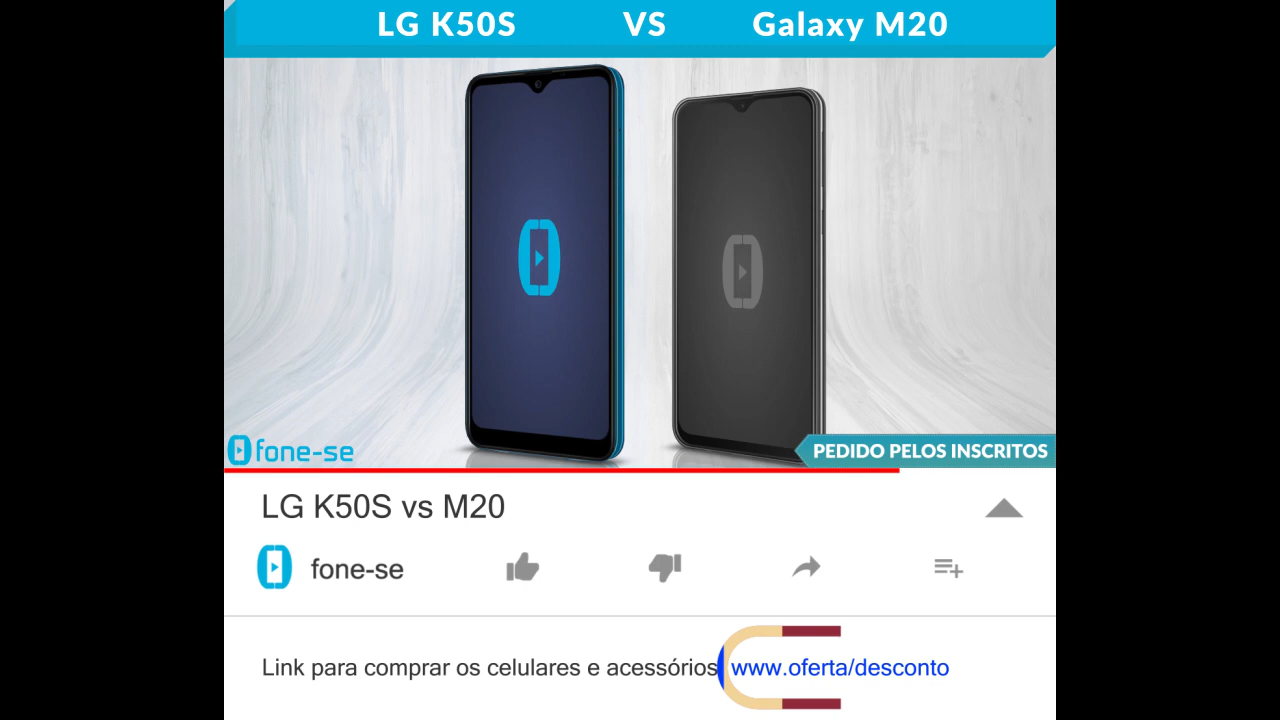 LG K50S VS Galaxy M20
fone-se
PEDIDO PELOS INSCRITOS
LG K50S vs M20
fone-se
Link para comprar os celulares e acessórios www.oferta/desconto